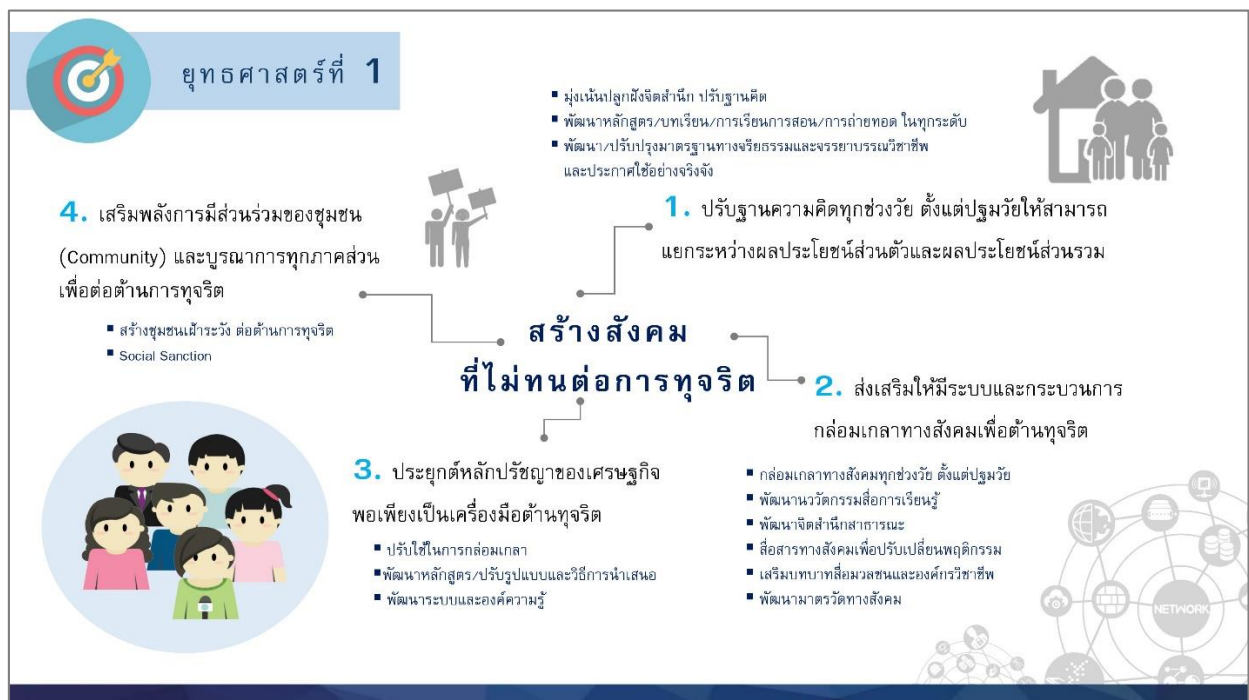 ยุทธศาสตร์ที่ 1
▪ มุ่งเน้นปลูกฝังจิตสำนึก ปรับฐานคิด
▪ พัฒนาหลักสูตร/บทเรียน/การเรียนการสอน/การถ่ายทอด ในทุกระดับ
▪ พัฒนา/ปรับปรุงมาตรฐานทางจริยธรรมและจรรยาบรรณวิชาชีพ
และประกาศใช้อย่างจริงจัง
1. ปรับฐานความคิดทุกช่วงวัย ตั้งแต่ปฐมวัยให้สามารถ
แยกระหว่างผลประโยชน์ส่วนตัวและผลประโยชน์ส่วนรวม
4. เสริมพลังการมีส่วนร่วมของชุมชน
(Community) และบูรณาการทุกภาคส่วน
เพื่อต่อต้านการทุจริต
▪ สร้างชุมชนเฝ้าระวัง ต่อต้านการทุจริต
▪ Social Sanction
สร้างสังคม
ที่ไม่ทนต่อการทุจริต
2. ส่งเสริมให้มีระบบและกระบวนการ
กล่อมเกลาทางสังคมเพื่อต้านทุจริต
▪ กล่อมเกลาทางสังคมทุกช่วงวัย ตั้งแต่ปฐมวัย
▪ พัฒนานวัตกรรมสื่อการเรียนรู้
▪ พัฒนาจิตสำนึกสาธารณะ
▪ สื่อสารทางสังคมเพื่อปรับเปลี่ยนพฤติกรรม
▪ เสริมบทบาทสื่อมวลชนและองค์กรวิชาชีพ
▪ พัฒนามาตรวัดทางสังคม
3. ประยุกต์หลักปรัชญาของเศรษฐกิจ
พอเพียงเป็นเครื่องมือต้านทุจริต
▪ ปรับใช้ในการกล่อมเกลา
▪พัฒนาหลักสูตร/ปรับรูปแบบและวิธีการนำเสนอ
▪ พัฒนาระบบและองค์ความรู้
NETWORK